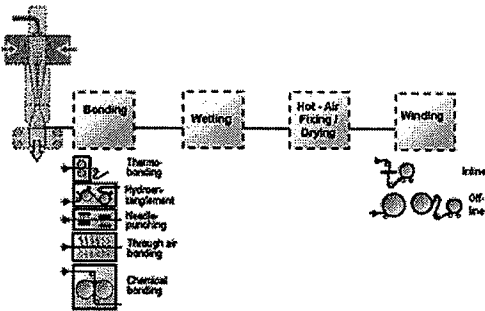 Bonding
Wetting
Hot - Air
Fixing /
Drying
Winding
Thermo-
bonding
Hydroen-
tanglement
Needle-
punching
Through air
bonding
Chemical
bonding
Inline
Off-
line